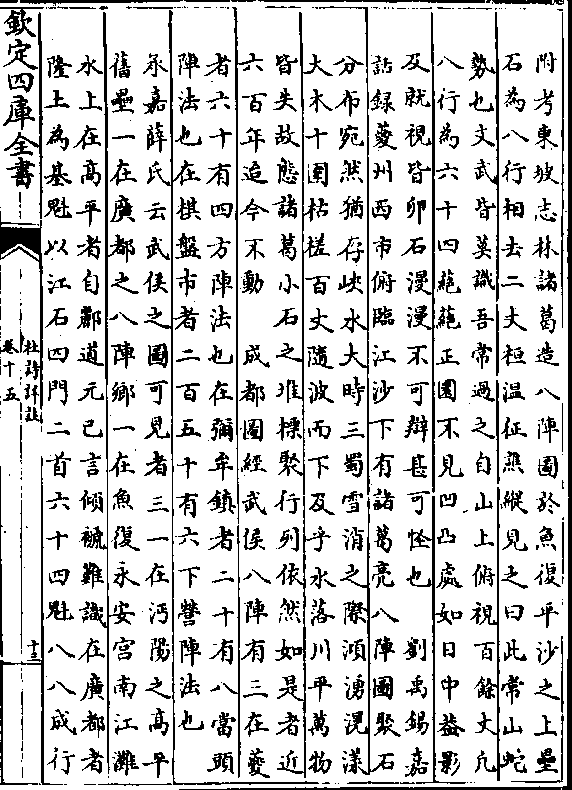 附考東坡志林諸葛造八陣圖於魚復平沙之上壘
石為八行相去二丈桓温征譙縱見之曰此常山蛇
勢也文武皆莫識吾常過之自山上俯視百餘丈凡
八行為六十四蕝蕝正圜不見凹凸處如日中葢影
及就視皆卵石漫漫不可辯甚可怪也　劉禹錫嘉
話録夔州西市俯臨江沙下有諸葛亮八陣圖聚石
分布宛然猶存峽水大時三蜀雪消之際澒湧滉漾
大木十圍枯槎百丈隨波而下及乎水落川平萬物
皆失故態諸葛小石之堆標聚行列依然如是者近
六百年迨今不動　成都圖經武侯八陣有三在夔
者六十有四方陣法也在彌牟鎮者二十有八當頭
陣法也在棋盤市者二百五十有六下營陣法也
永嘉薛氏云武侯之圖可見者三一在沔陽之高平
舊壘一在廣都之八陣鄉一在魚復永安宫南江灘
水上在高平者自酈道元已言傾褫難識在廣都者
隆上為基魁以江石四門二首六十四魁八八成行
欽定四庫全書
卷十五
杜詩詳註
十三